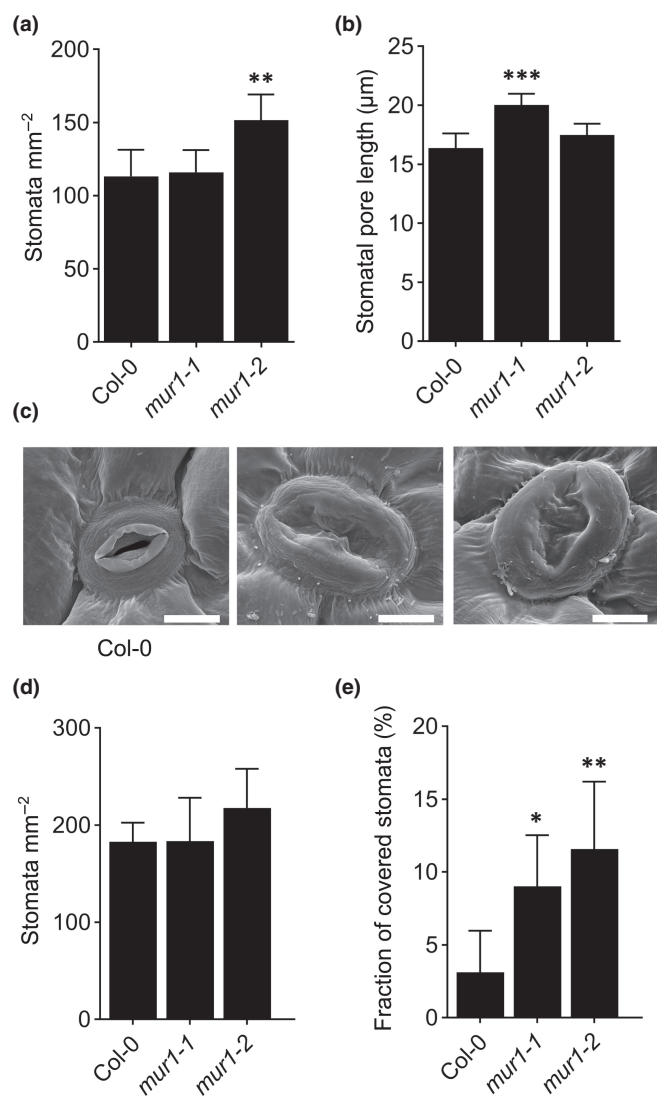 (a)
Stomata mm⁻²
200
150
100
50
0
**
Col-0
mur1-1
mur1-2
(b)
Stomatal pore length (µm)
25
20
15
10
5
0
***
Col-0
mur1-1
mur1-2
(c)
Col-0
(d)
Stomata mm⁻²
300
200
100
0
Col-0
mur1-1
mur1-2
(e)
Fraction of covered stomata (%)
20
15
10
5
0
*
**
Col-0
mur1-1
mur1-2